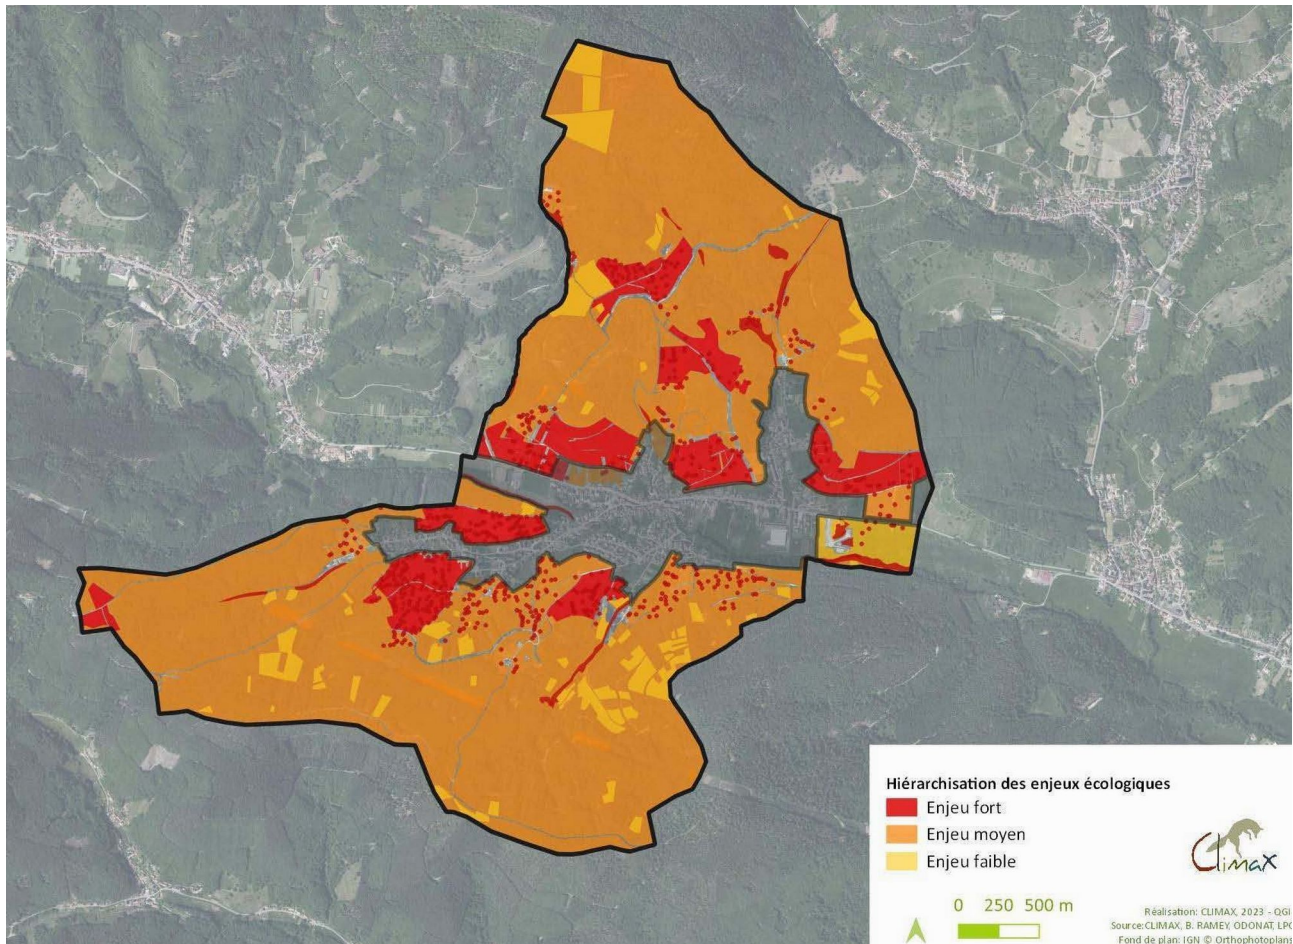 Hiérarchisation des enjeux écologiques
Enjeu fort
Enjeu moyen
Enjeu faible
Climax
0 250 500 m
Réalisation: CLIMAX, 2023 - QGI
Source:CLIMAX, B. RAMEY, ODONAT, LPO
Fond de plan: IGN © Orthophotoplans